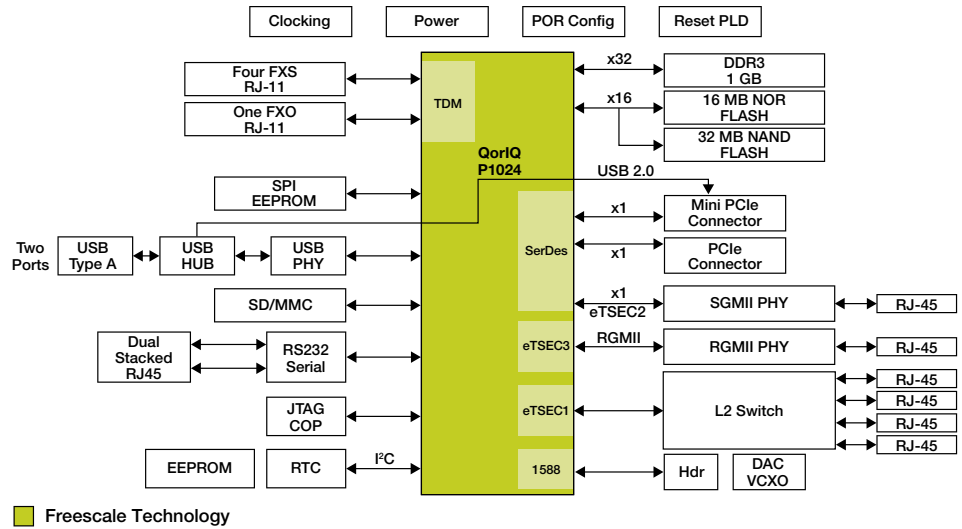 Clocking
Power
POR Config
Reset PLD
Four FXS
RJ-11
One FXO
RJ-11
TDM
QorIQ
P1024
x32
DDR3
1 GB
x16
16 MB NOR
FLASH
32 MB NAND
FLASH
USB 2.0
SPI
EEPROM
Two
Ports
USB
Type A
USB
HUB
USB
PHY
SerDes
x1
Mini PCIe
Connector
x1
PCIe
Connector
SD/MMC
x1
eTSEC2
SGMII PHY
RJ-45
Dual
Stacked
RJ45
RS232
Serial
eTSEC3
RGMII
RGMII PHY
RJ-45
JTAG
COP
eTSEC1
L2 Switch
RJ-45
RJ-45
RJ-45
RJ-45
EEPROM
RTC
I²C
1588
Hdr
DAC
VCXO
Freescale Technology